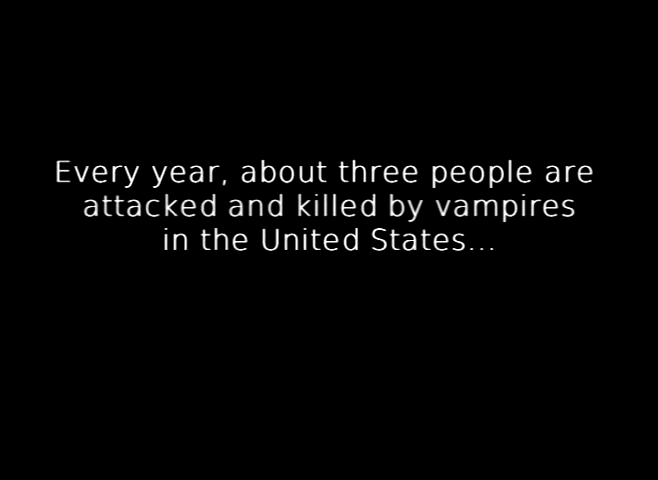 Every year, about three people are
attacked and killed by vampires
in the United States...